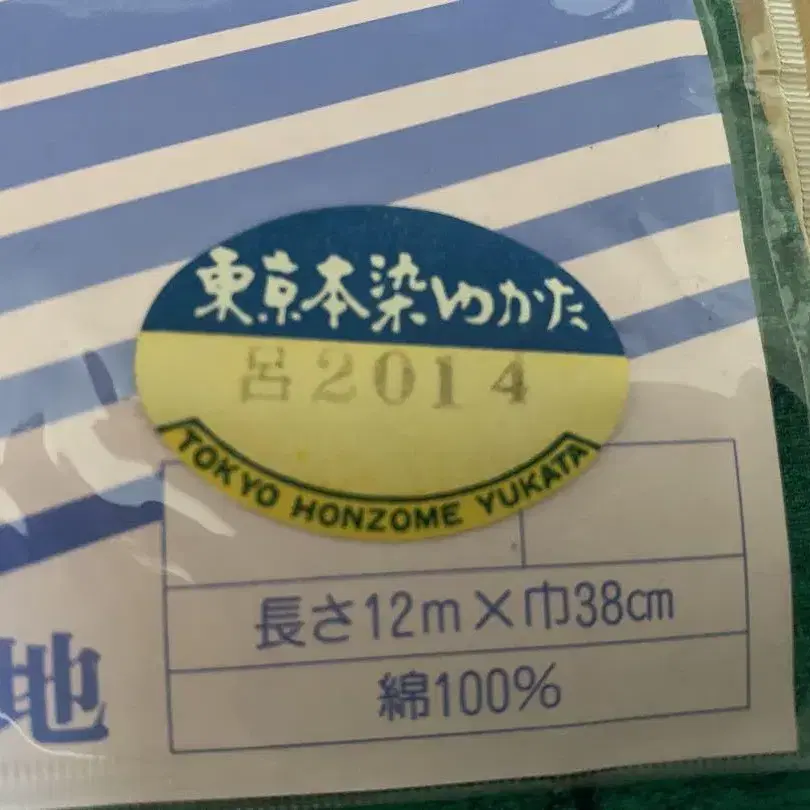 東京本染ゆかた
呂2014
TOKYO HONZOME YUKATA
長さ12m×巾38cm
綿100%
地